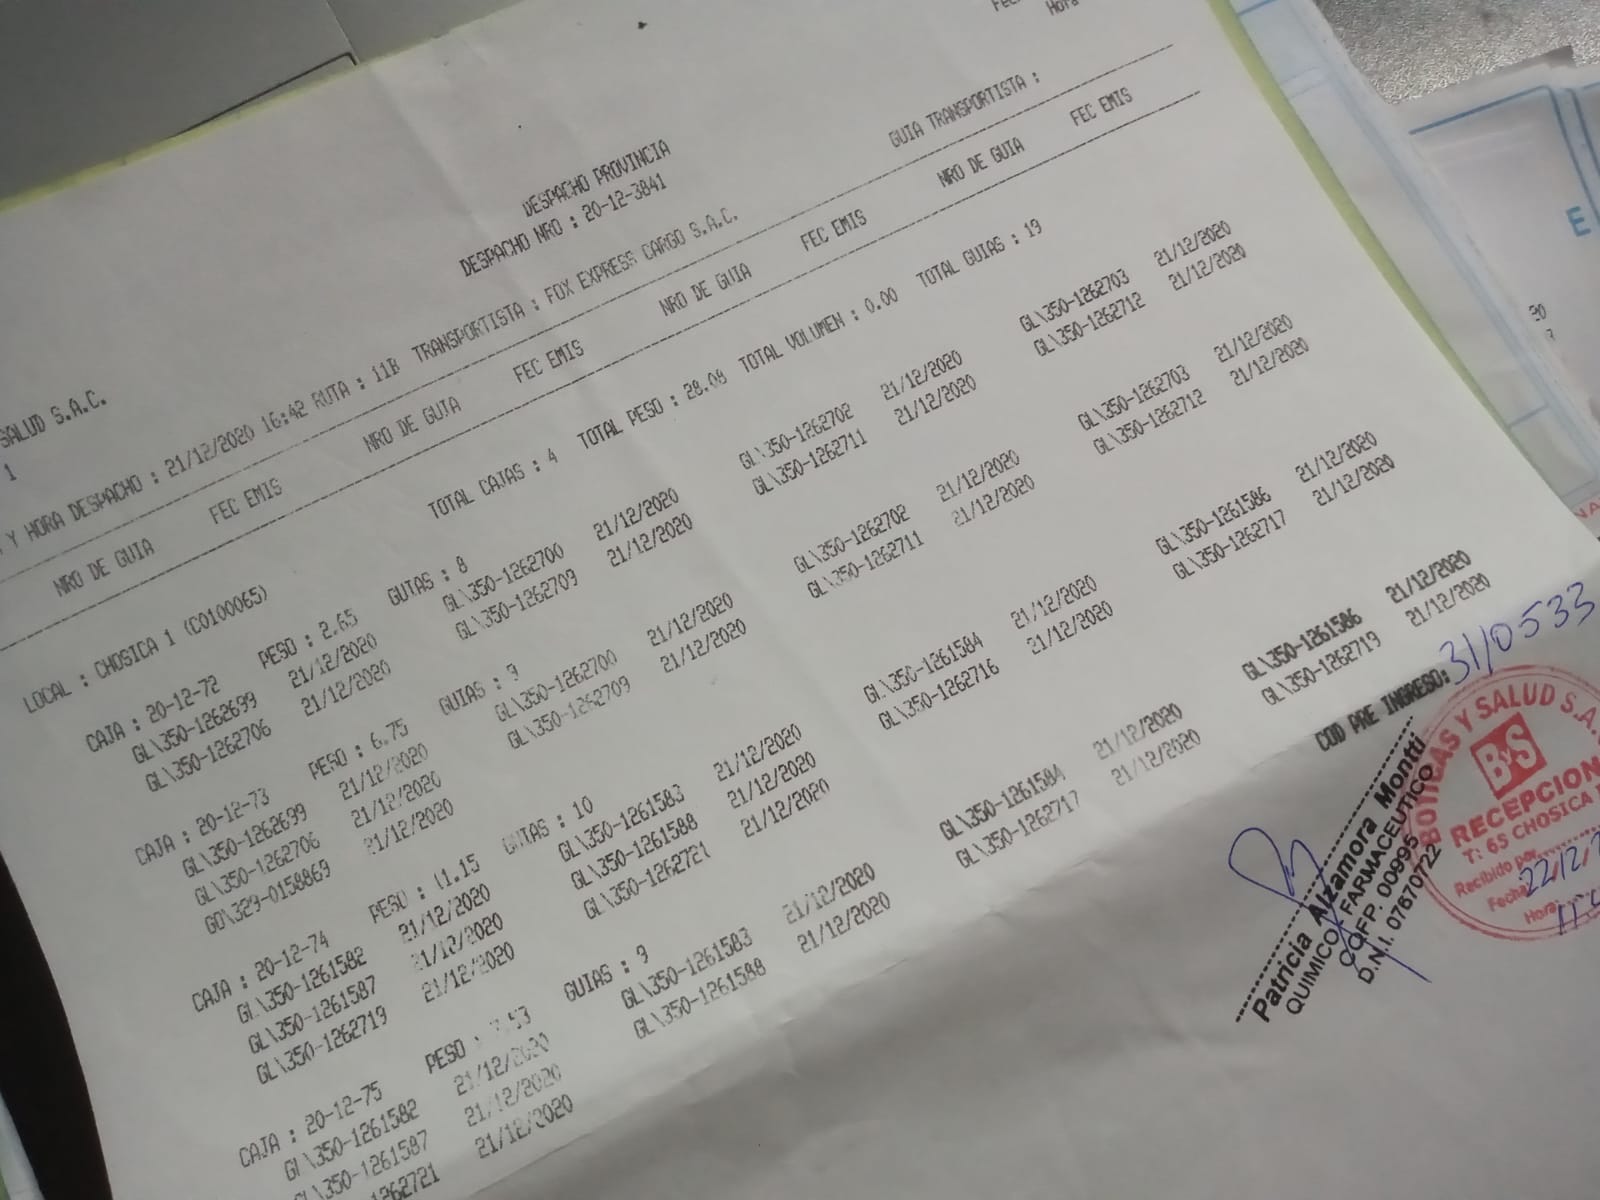 DESPACHO PROVINCIA
DESPACHO NRO : 20-12-3841
SALUD S.A.C.
1
Y HORA DESPACHO : 21/12/2020 16:42 RUTA : 11B TRANSPORTISTA : FOX EXPRESS CARGO S.A.C. GUIA TRANSPORTISTA :
NRO DE GUIA FEC EMIS NRO DE GUIA FEC EMIS NRO DE GUIA FEC EMIS NRO DE GUIA FEC EMIS
LOCAL : CHOSICA 1 (C0100065) TOTAL CAJAS : 4 TOTAL PESO : 28.08 TOTAL VOLUMEN : 0.00 TOTAL GUIAS : 19
CAJA : 20-12-72 PESO : 2.65 GUIAS : 8
GL\350-1262699 21/12/2020 GL\350-1262700 21/12/2020 GL\350-1262702 21/12/2020 GL\350-1262703 21/12/2020
GL\350-1262706 21/12/2020 GL\350-1262709 21/12/2020 GL\350-1262711 21/12/2020 GL\350-1262712 21/12/2020
CAJA : 20-12-73 PESO : 6.75 GUIAS : 9
GL\350-1262699 21/12/2020 GL\350-1262700 21/12/2020 GL\350-1262702 21/12/2020 GL\350-1262703 21/12/2020
GL\350-1262706 21/12/2020 GL\350-1262709 21/12/2020 GL\350-1262711 21/12/2020 GL\350-1262712 21/12/2020
GO\329-0158869 21/12/2020
CAJA : 20-12-74 PESO : 11.15 GUIAS : 10
GL\350-1261582 21/12/2020 GL\350-1261583 21/12/2020 GL\350-1261584 21/12/2020 GL\350-1261586 21/12/2020
GL\350-1261587 21/12/2020 GL\350-1261588 21/12/2020 GL\350-1262716 21/12/2020 GL\350-1262717 21/12/2020
GL\350-1262719 21/12/2020 GL\350-1262721 21/12/2020
CAJA : 20-12-75 PESO : GUIAS : 9
GL\350-1261582 21/12/2020 GL\350-1261583 21/12/2020 GL\350-1261584 21/12/2020 GL\350-1261586 21/12/2020
GL\350-1261587 21/12/2020 GL\350-1261588 21/12/2020 GL\350-1262717 21/12/2020 GL\350-1262719 21/12/2020
1262721 21/12/2020
COD PRE INGRESO: 31/0533
Patricia Alzamora Montti
QUIMICO - FARMACEUTICO
CQFP. 00995
D.N.I. 07670722
BOTICAS Y SALUD S.A.
ByS
RECEPCION
T: 65 CHOSICA
Recibido por
Fecha: 22/12/
Hora: